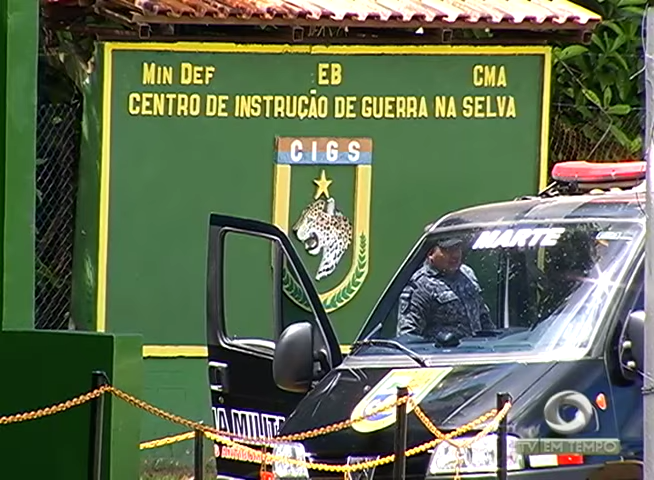 Min Def EB CMA
CENTRO DE INSTRUÇÃO DE GUERRA NA SELVA
CIGS
MARTE
TV EM TEMPO